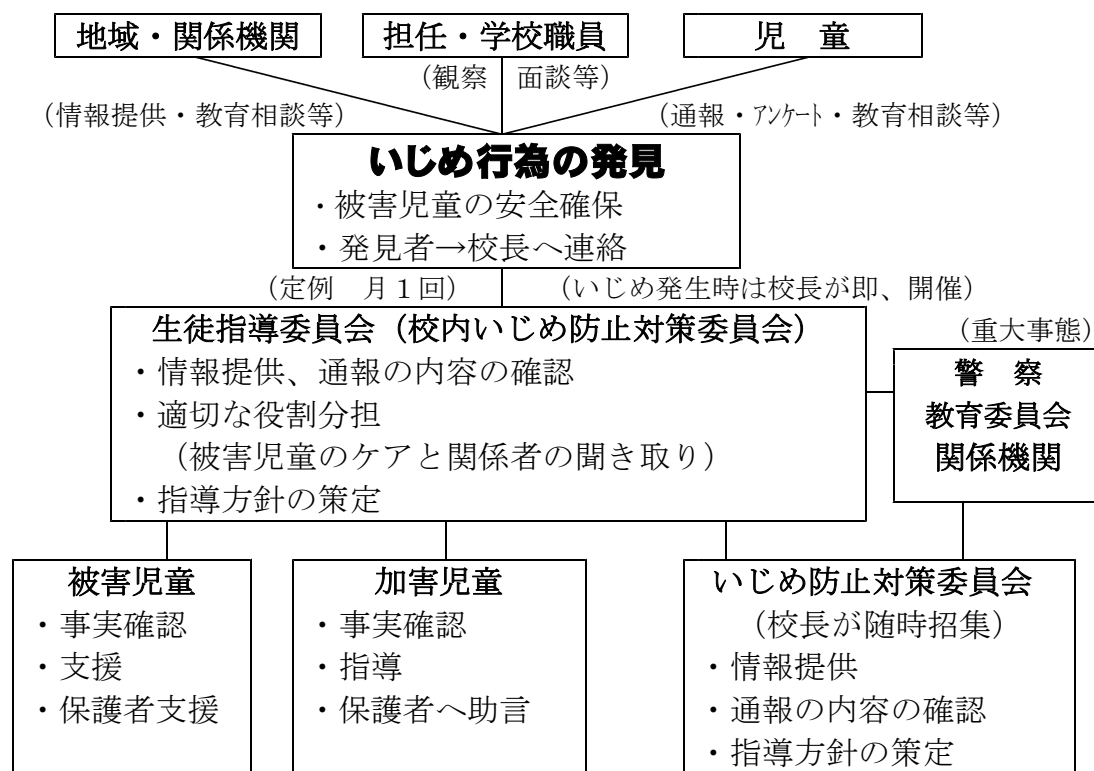 地域・関係機関
担任・学校職員
児　童
（観察　面談等）
（情報提供・教育相談等）
（通報・ｱﾝｹｰﾄ・教育相談等）
いじめ行為の発見
・被害児童の安全確保
・発見者→校長へ連絡
（定例　月１回）
（いじめ発生時は校長が即、開催）
生徒指導委員会（校内いじめ防止対策委員会）
・情報提供、通報の内容の確認
・適切な役割分担
（被害児童のケアと関係者の聞き取り）
・指導方針の策定
（重大事態）
警　察
教育委員会
関係機関
被害児童
・事実確認
・支援
・保護者支援
加害児童
・事実確認
・指導
・保護者へ助言
いじめ防止対策委員会
（校長が随時招集）
・情報提供
・通報の内容の確認
・指導方針の策定